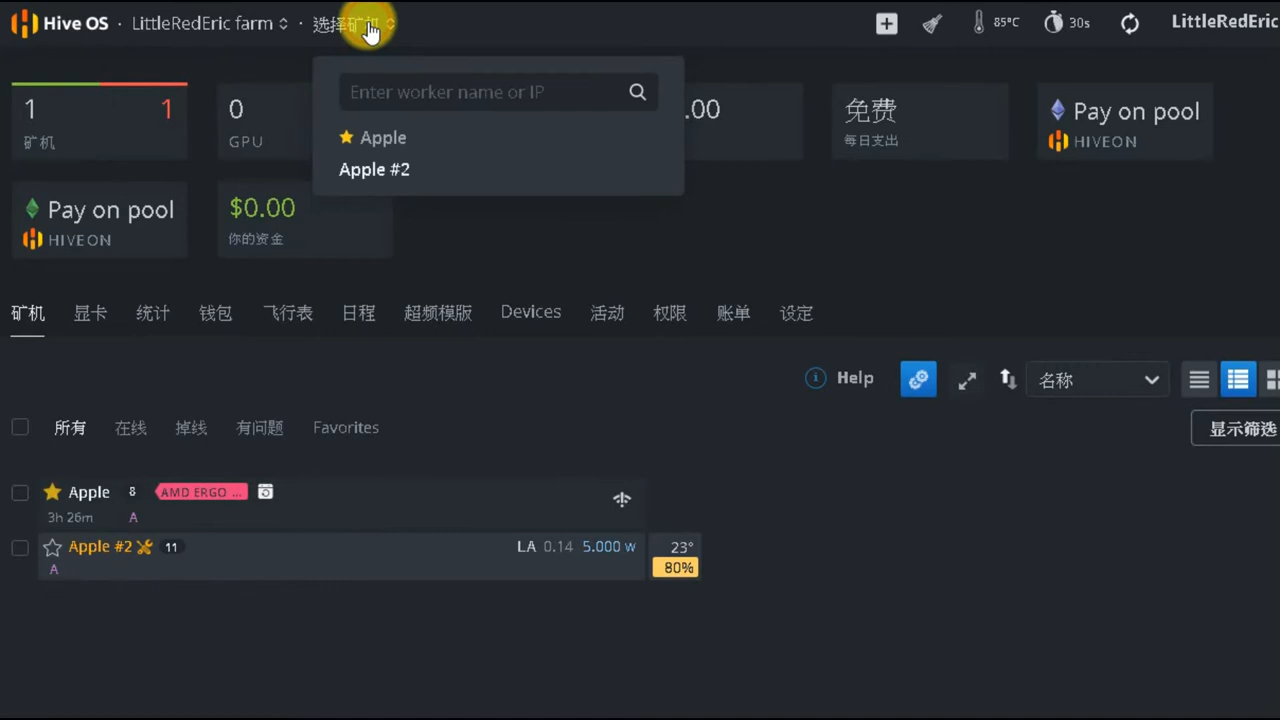 Hive OS · LittleRedEric farm · 选择矿机
85°C 30s LittleRedEric
Enter worker name or IP
Apple
Apple #2
1 1
矿机
0
GPU
.00
免费
每日支出
Pay on pool
HIVEON
Pay on pool
HIVEON
$0.00
你的资金
矿机 显卡 统计 钱包 飞行表 日程 超频模版 Devices 活动 权限 账单 设定
Help 名称
所有 在线 掉线 有问题 Favorites
显示筛选
Apple 8 AMD ERGO ...
3h 26m A
Apple #2 11 LA 0.14 5.000 w 23°
A 80%